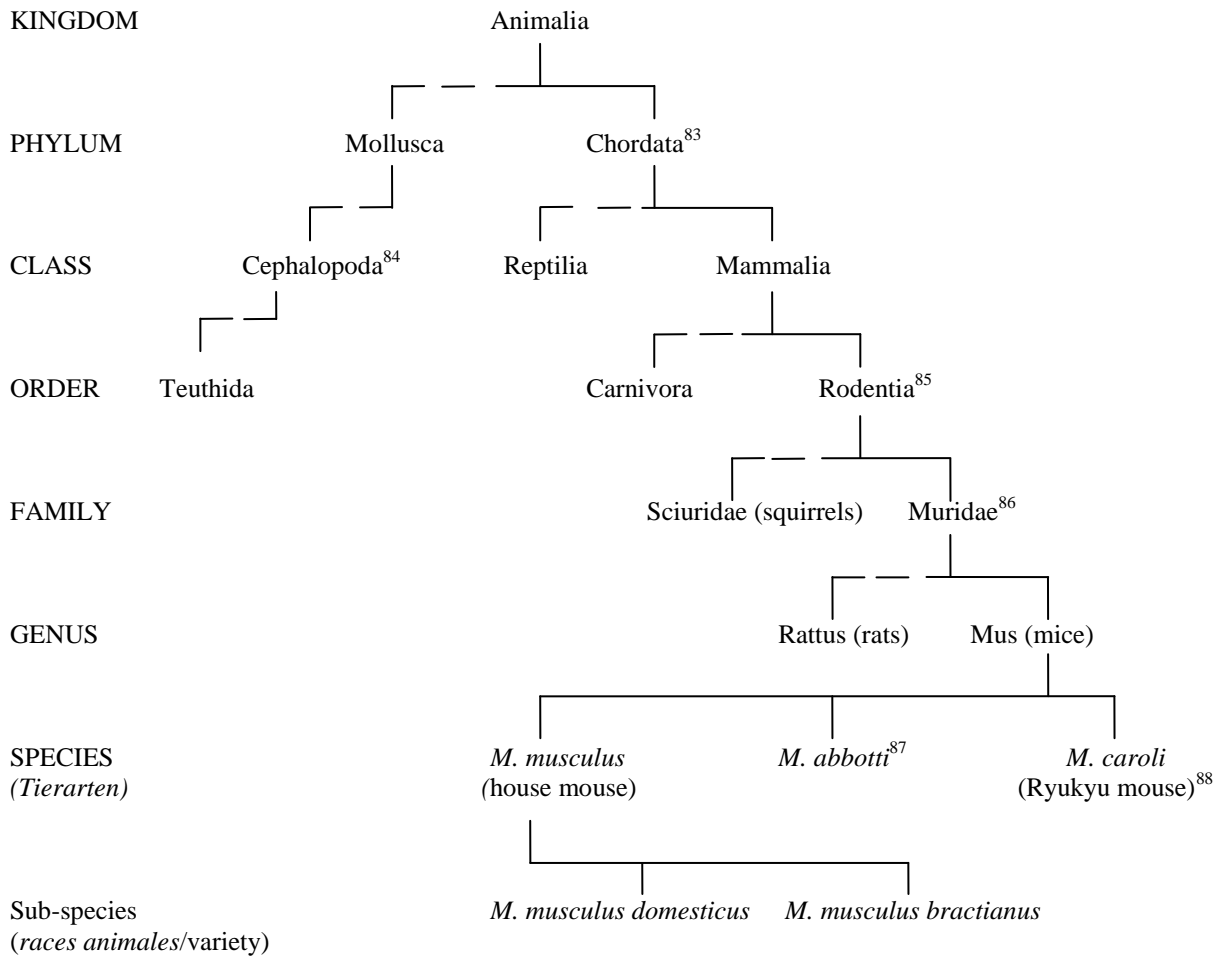 KINGDOM Animalia
PHYLUM Mollusca Chordata83
CLASS Cephalopoda84 Reptilia Mammalia
ORDER Teuthida Carnivora Rodentia85
FAMILY Sciuridae (squirrels) Muridae86
GENUS Rattus (rats) Mus (mice)
SPECIES M. musculus M. abbotti87 M. caroli
(Tierarten) (house mouse) (Ryukyu mouse)88
Sub-species M. musculus domesticus M. musculus bractianus
(races animales/variety)